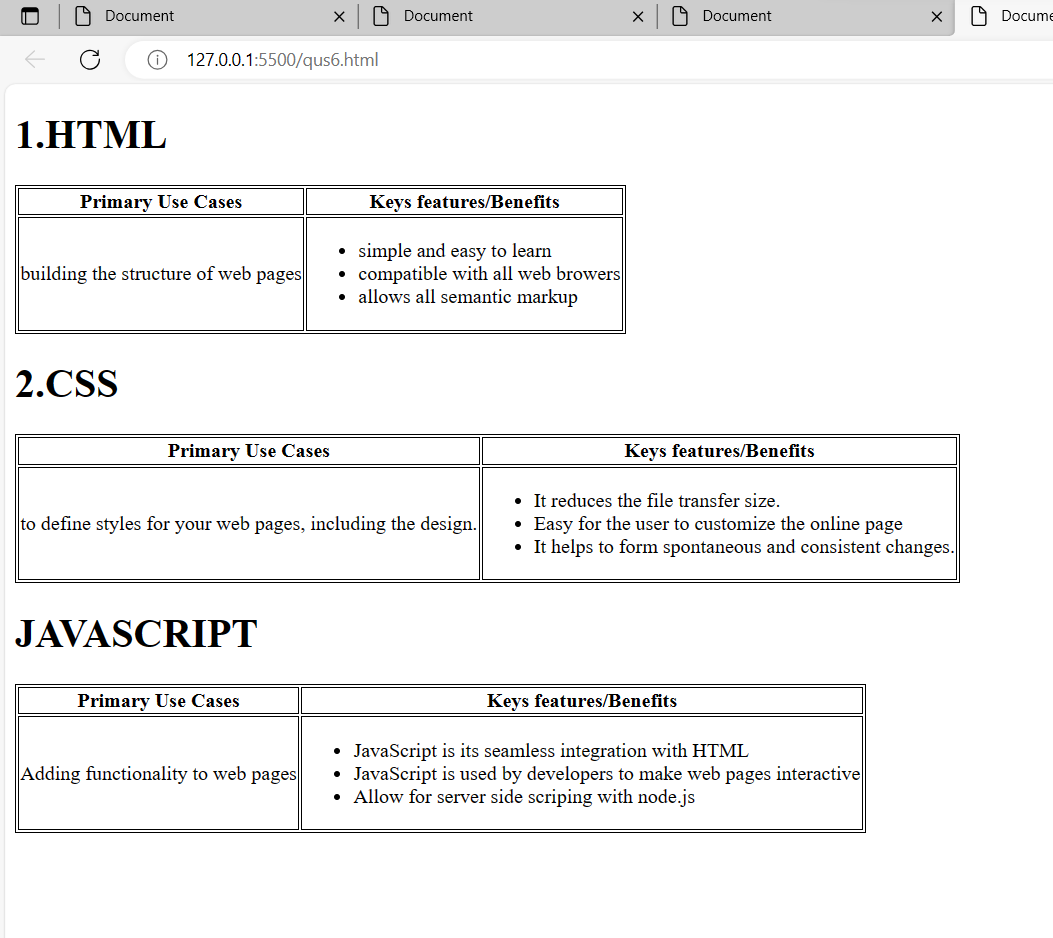 Document
Document
Document
Docume
127.0.0.1:5500/qus6.html
1.HTML
Primary Use Cases Keys features/Benefits
building the structure of web pages
simple and easy to learn
compatible with all web browers
allows all semantic markup
2.CSS
Primary Use Cases Keys features/Benefits
to define styles for your web pages, including the design.
It reduces the file transfer size.
Easy for the user to customize the online page
It helps to form spontaneous and consistent changes.
JAVASCRIPT
Primary Use Cases Keys features/Benefits
Adding functionality to web pages
JavaScript is its seamless integration with HTML
JavaScript is used by developers to make web pages interactive
Allow for server side scriping with node.js